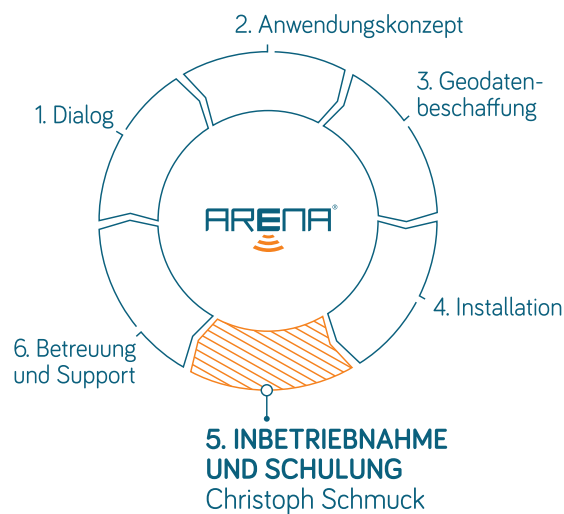 2. Anwendungskonzept
3. Geodaten-
beschaffung
1. Dialog
ARENA®
4. Installation
6. Betreuung
und Support
5. INBETRIEBNAHME
UND SCHULUNG
Christoph Schmuck